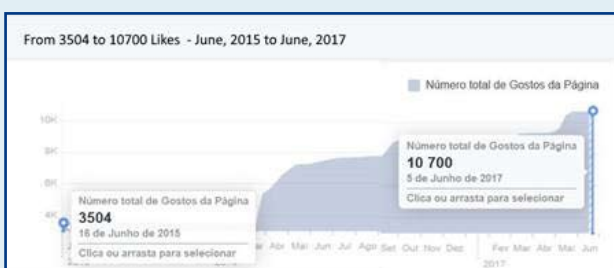 From 3504 to 10700 Likes - June, 2015 to June, 2017
Número total de Gostos da Página
10K
8K
6K
4K
Número total de Gostos da Página
10 700
5 de Junho de 2017
Clica ou arrasta para selecionar
Número total de Gostos da Página
3504
16 de Junho de 2015
Clica ou arrasta para selecionar
Abr Mai Jun Jul Ago Set Out Nov Dez Fev Mar Abr Mai Jun
2017